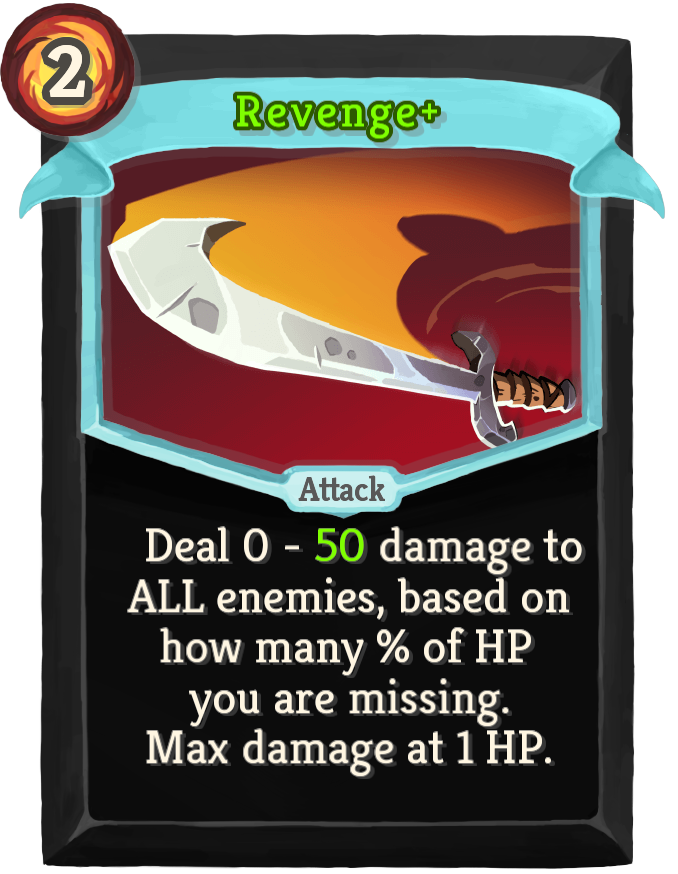 2
Revenge+
Attack
Deal 0 - 50 damage to
ALL enemies, based on
how many % of HP
you are missing.
Max damage at 1 HP.